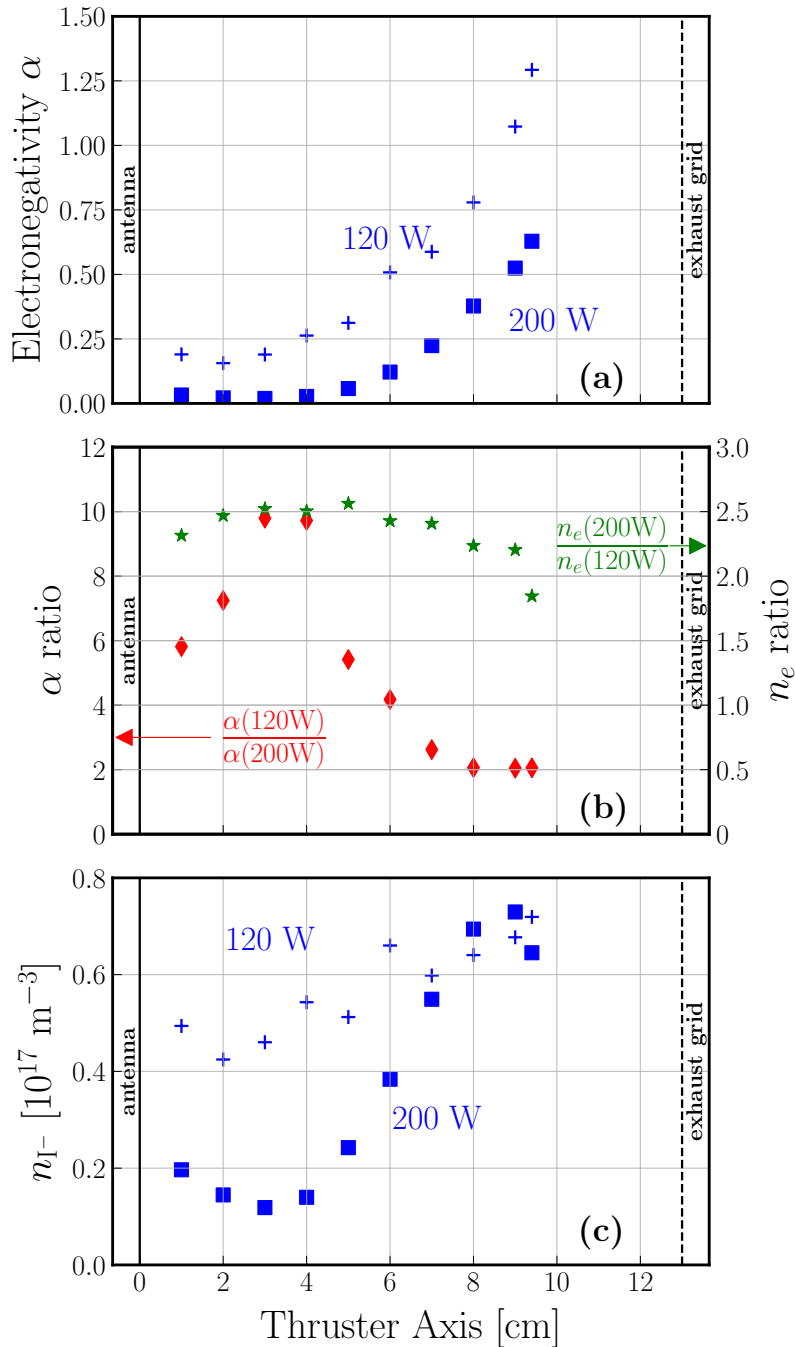 1.50
1.25
1.00
0.75
0.50
0.25
0.00
Electronegativity α
antenna
exhaust grid
120 W
200 W
(a)
12
10
8
6
4
2
0
α ratio
3.0
2.5
2.0
1.5
1.0
0.5
0
n_e ratio
antenna
exhaust grid
n_e(200W)
n_e(120W)
α(120W)
α(200W)
(b)
0.8
0.6
0.4
0.2
0.0
n_I⁻ [10¹⁷ m⁻³]
antenna
exhaust grid
120 W
200 W
(c)
0 2 4 6 8 10 12
Thruster Axis [cm]